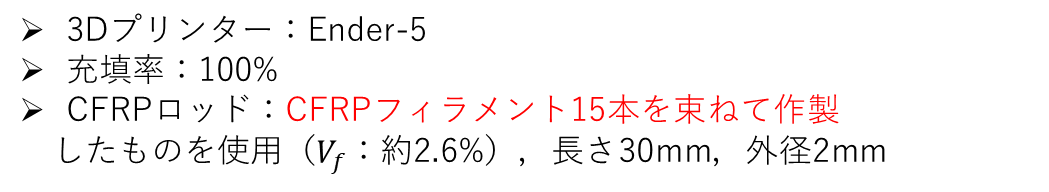 ➢ 3Dプリンター：Ender-5
➢ 充填率：100%
➢ CFRPロッド：CFRPフィラメント15本を束ねて作製
したものを使用（𝑉𝑓：約2.6%），長さ30mm，外径2mm